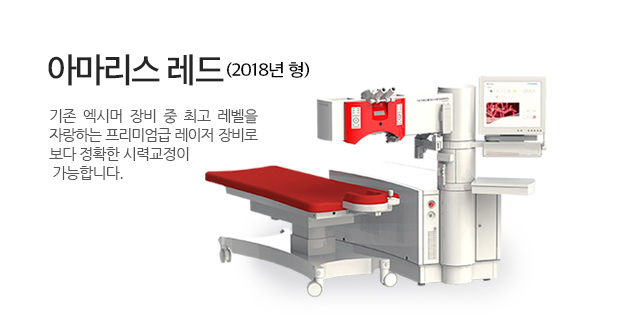 아마리스 레드 (2018년 형)
기존 엑시머 장비 중 최고 레벨을
자랑하는 프리미엄급 레이저 장비로
보다 정확한 시력교정이
가능합니다.